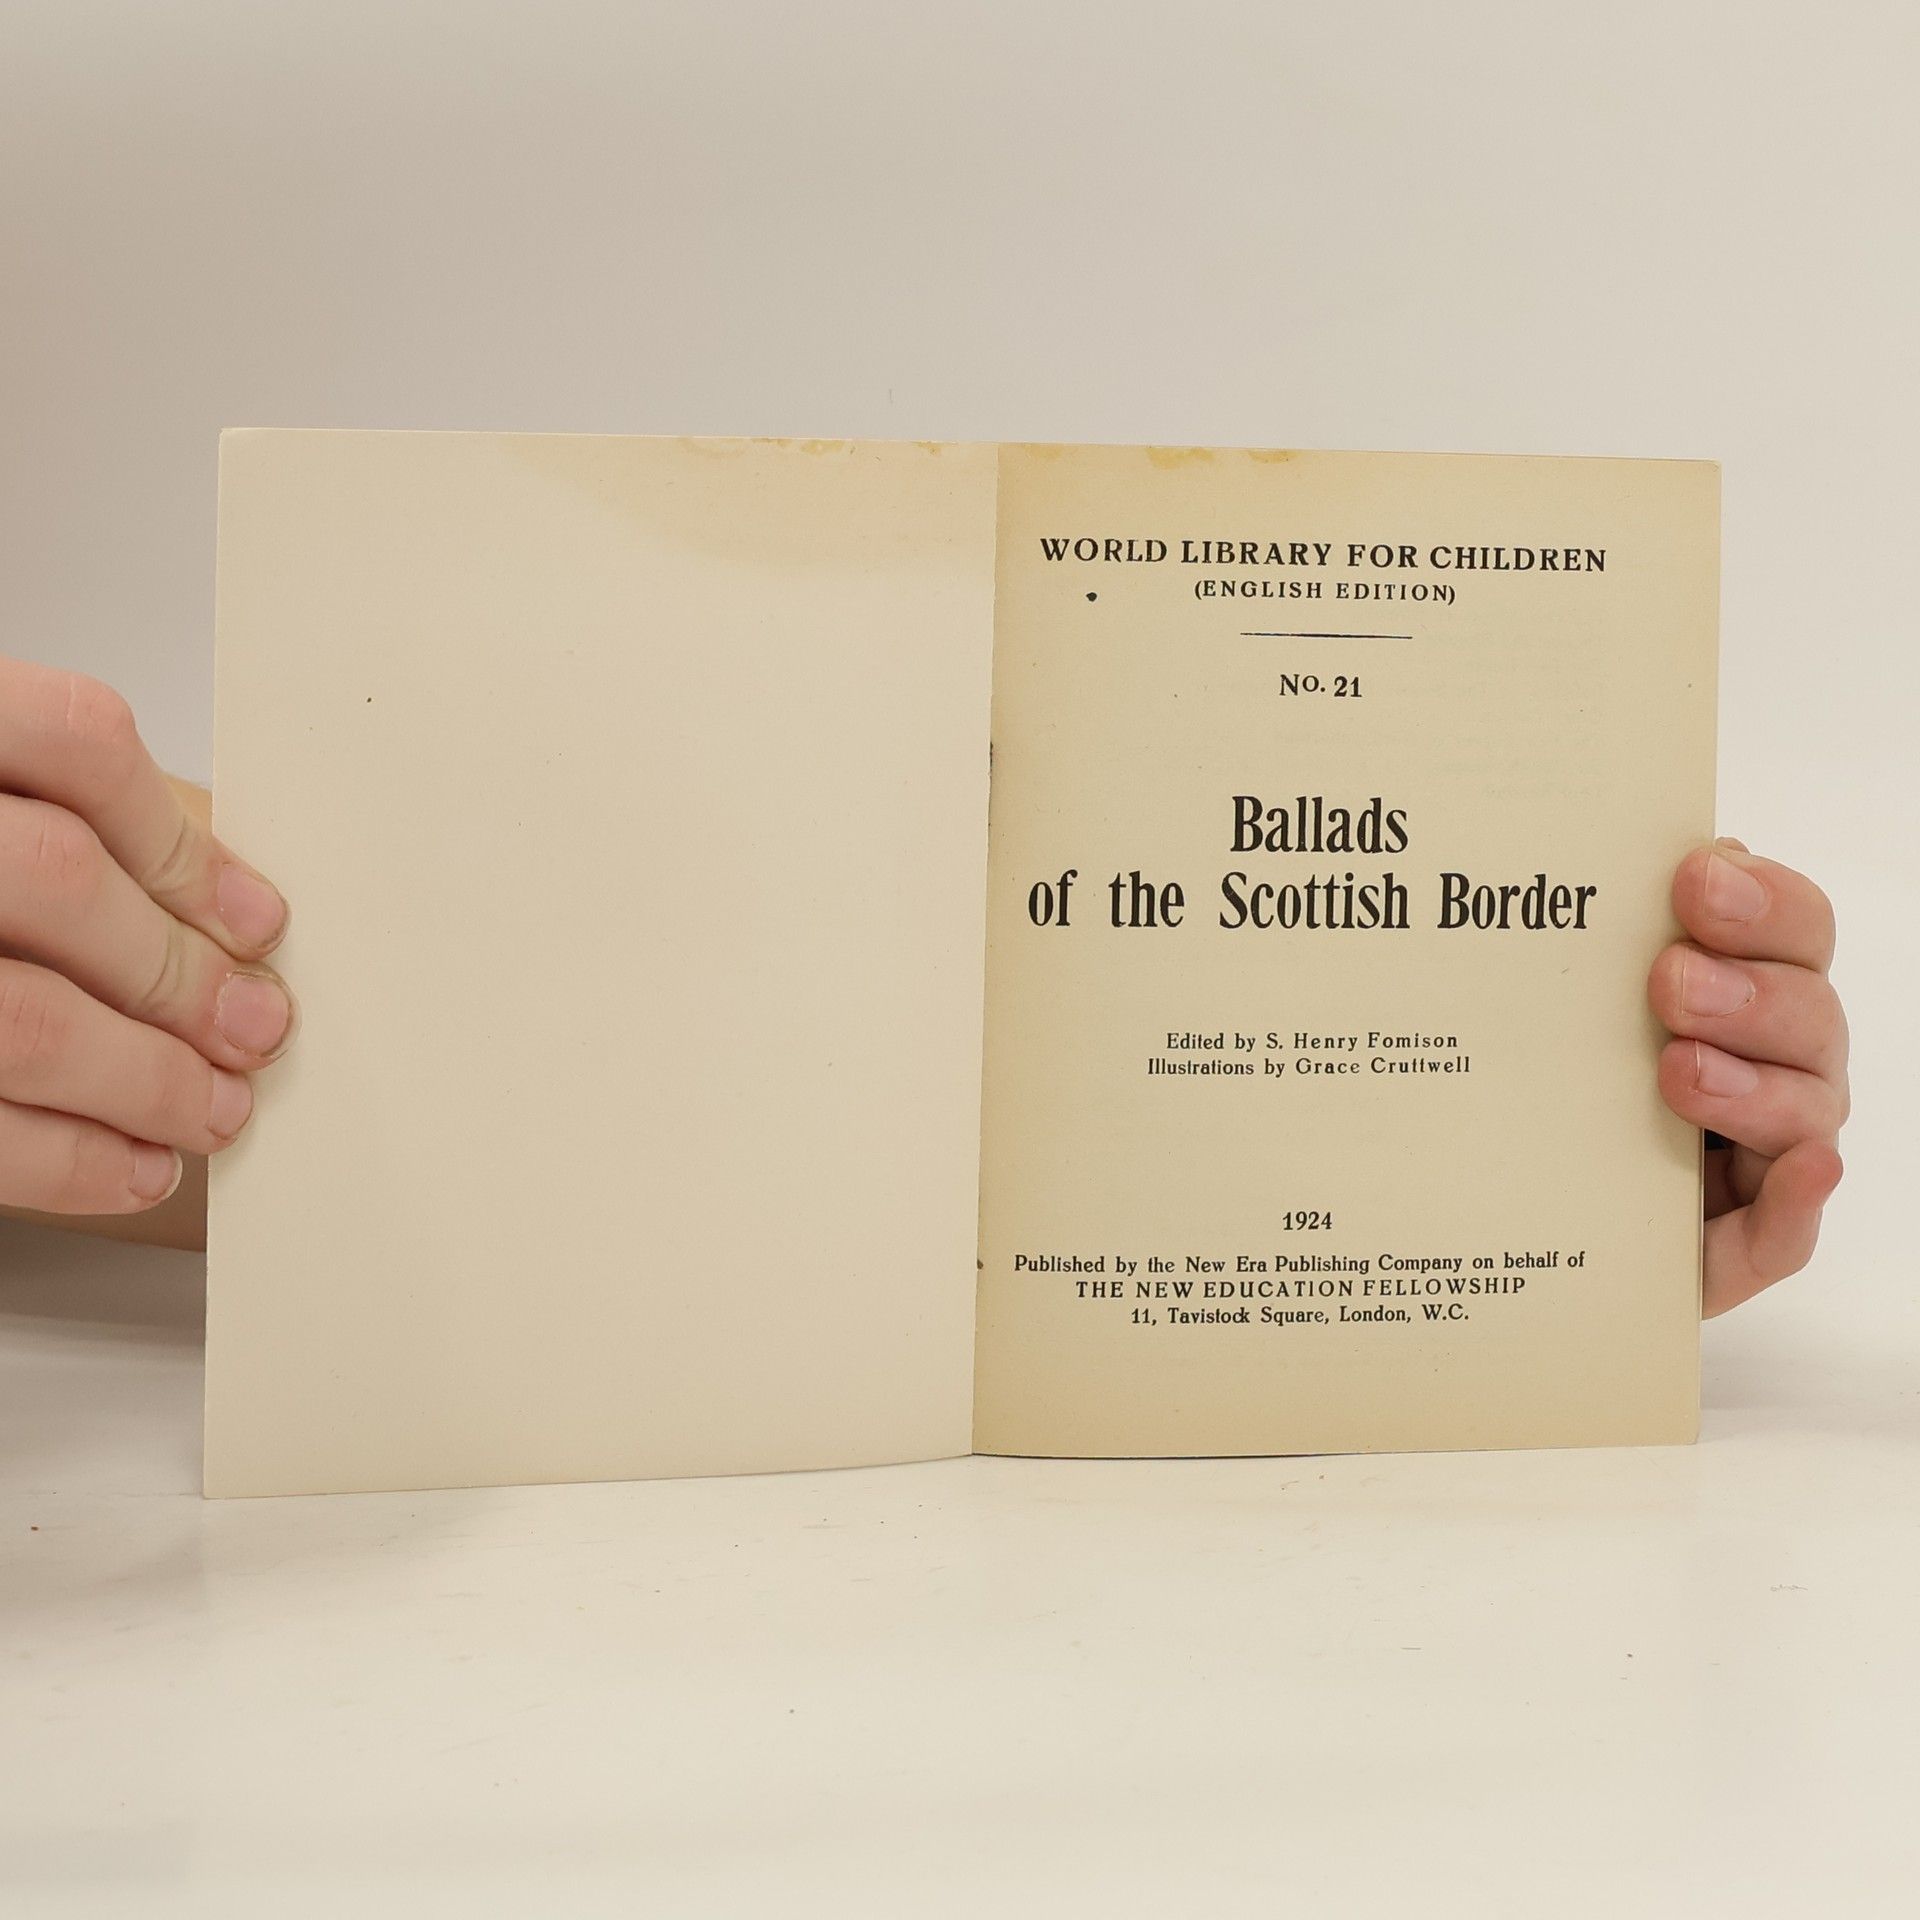 WORLD LIBRARY FOR CHILDREN
(ENGLISH EDITION)
NO. 21
Ballads
of the Scottish Border
Edited by S. Henry Fomison
Illustrations by Grace Cruttwell
1924
Published by the New Era Publishing Company on behalf of
THE NEW EDUCATION FELLOWSHIP
11, Tavistock Square, London, W.C.